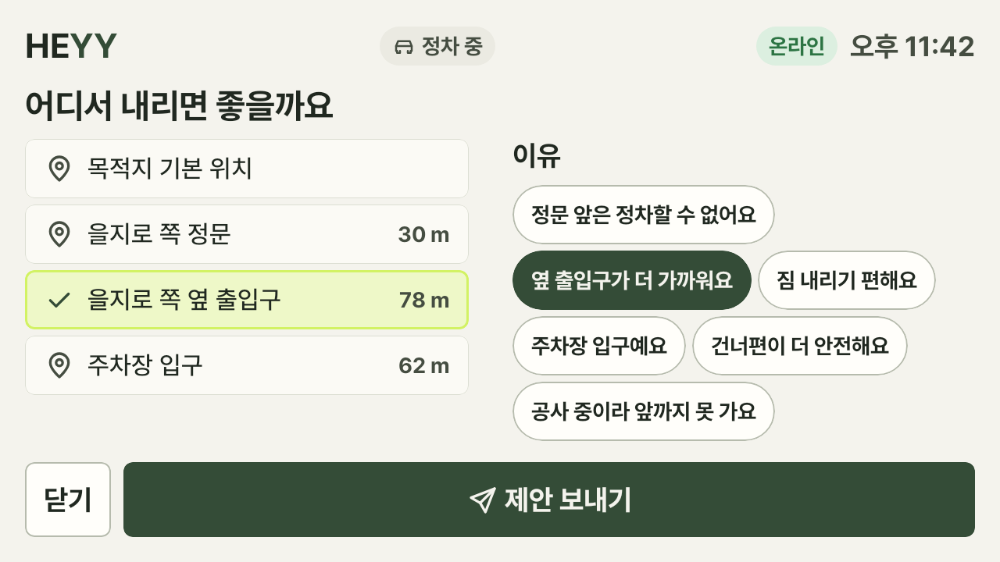 HEYY
정차 중
온라인
오후 11:42
어디서 내리면 좋을까요
목적지 기본 위치
을지로 쪽 정문 30 m
을지로 쪽 옆 출입구 78 m
주차장 입구 62 m
이유
정문 앞은 정차할 수 없어요
옆 출입구가 더 가까워요
짐 내리기 편해요
주차장 입구예요
건너편이 더 안전해요
공사 중이라 앞까지 못 가요
닫기
제안 보내기